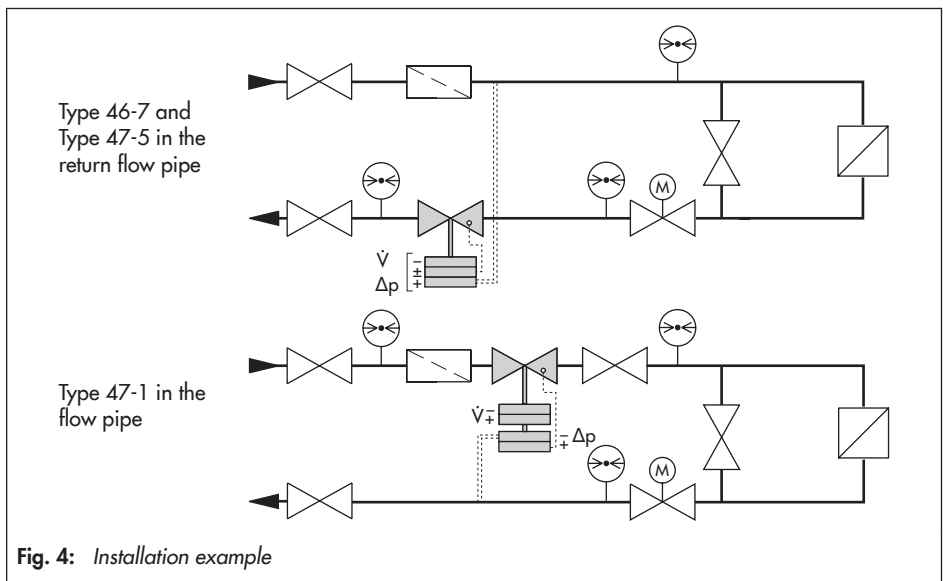 Type 46-7 and
Type 47-5 in the
return flow pipe
M
V̇
−
±
+
Δp
Type 47-1 in the
flow pipe
V̇
−
+
−
+
Δp
M
Fig. 4: Installation example